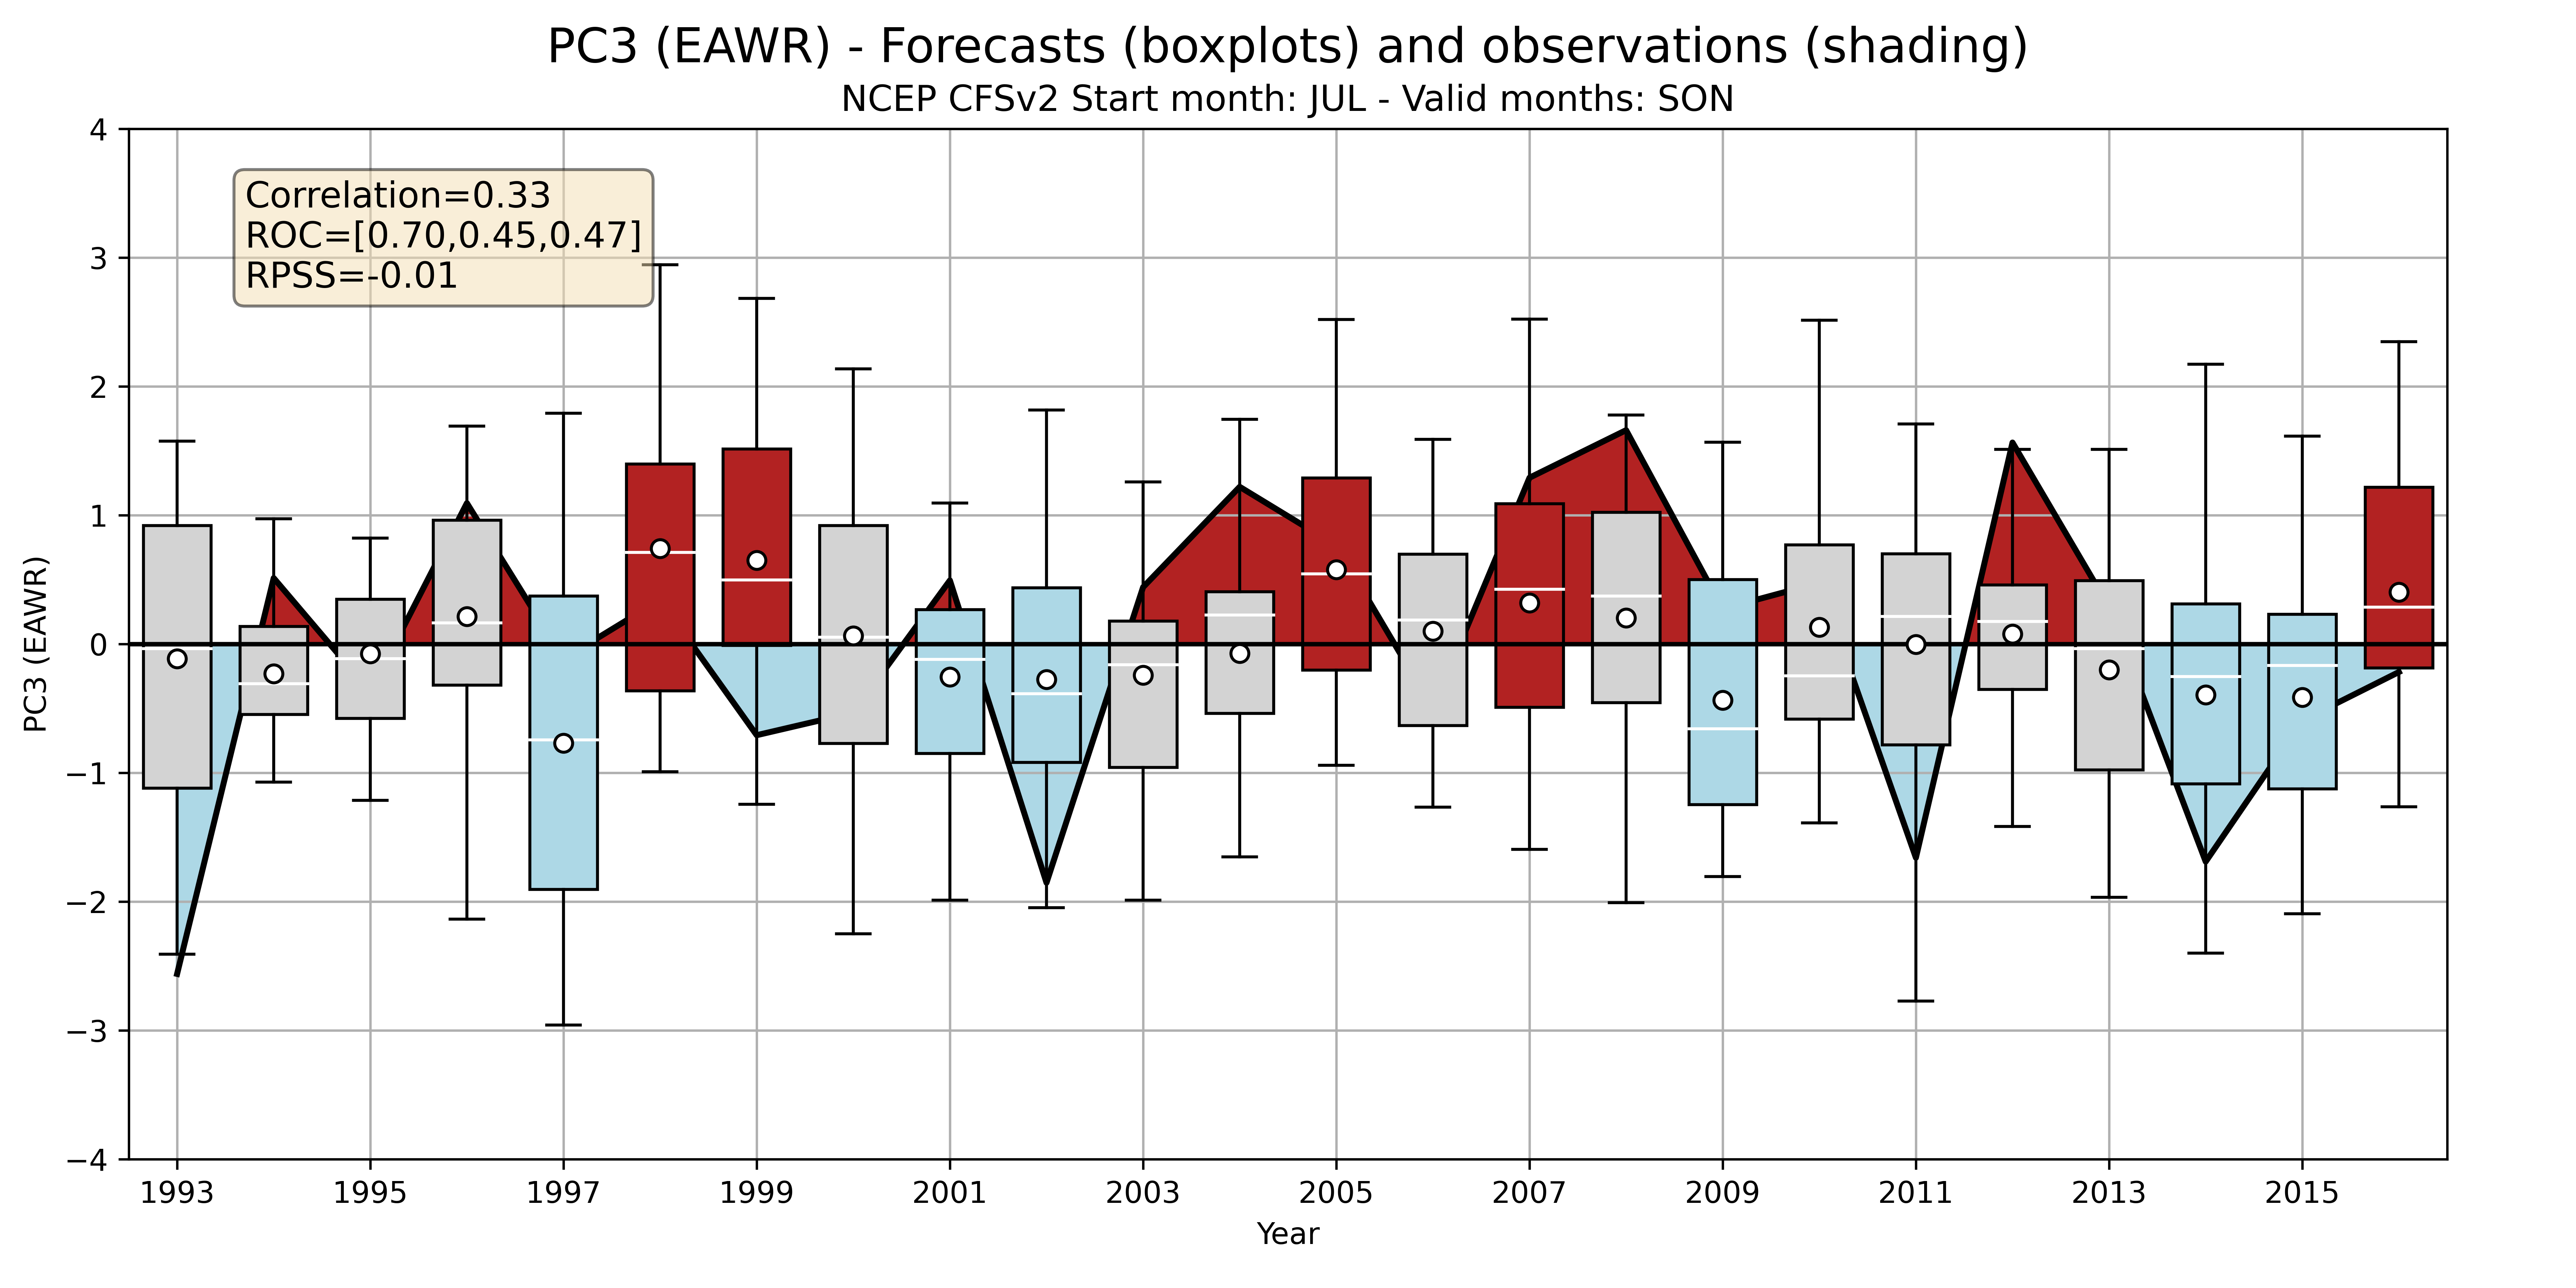 PC3 (EAWR) - Forecasts (boxplots) and observations (shading)
NCEP CFSv2 Start month: JUL - Valid months: SON
Correlation=0.33
ROC=[0.70,0.45,0.47]
RPSS=-0.01
PC3 (EAWR)
4
3
2
1
0
−1
−2
−3
−4
1993 1995 1997 1999 2001 2003 2005 2007 2009 2011 2013 2015
Year